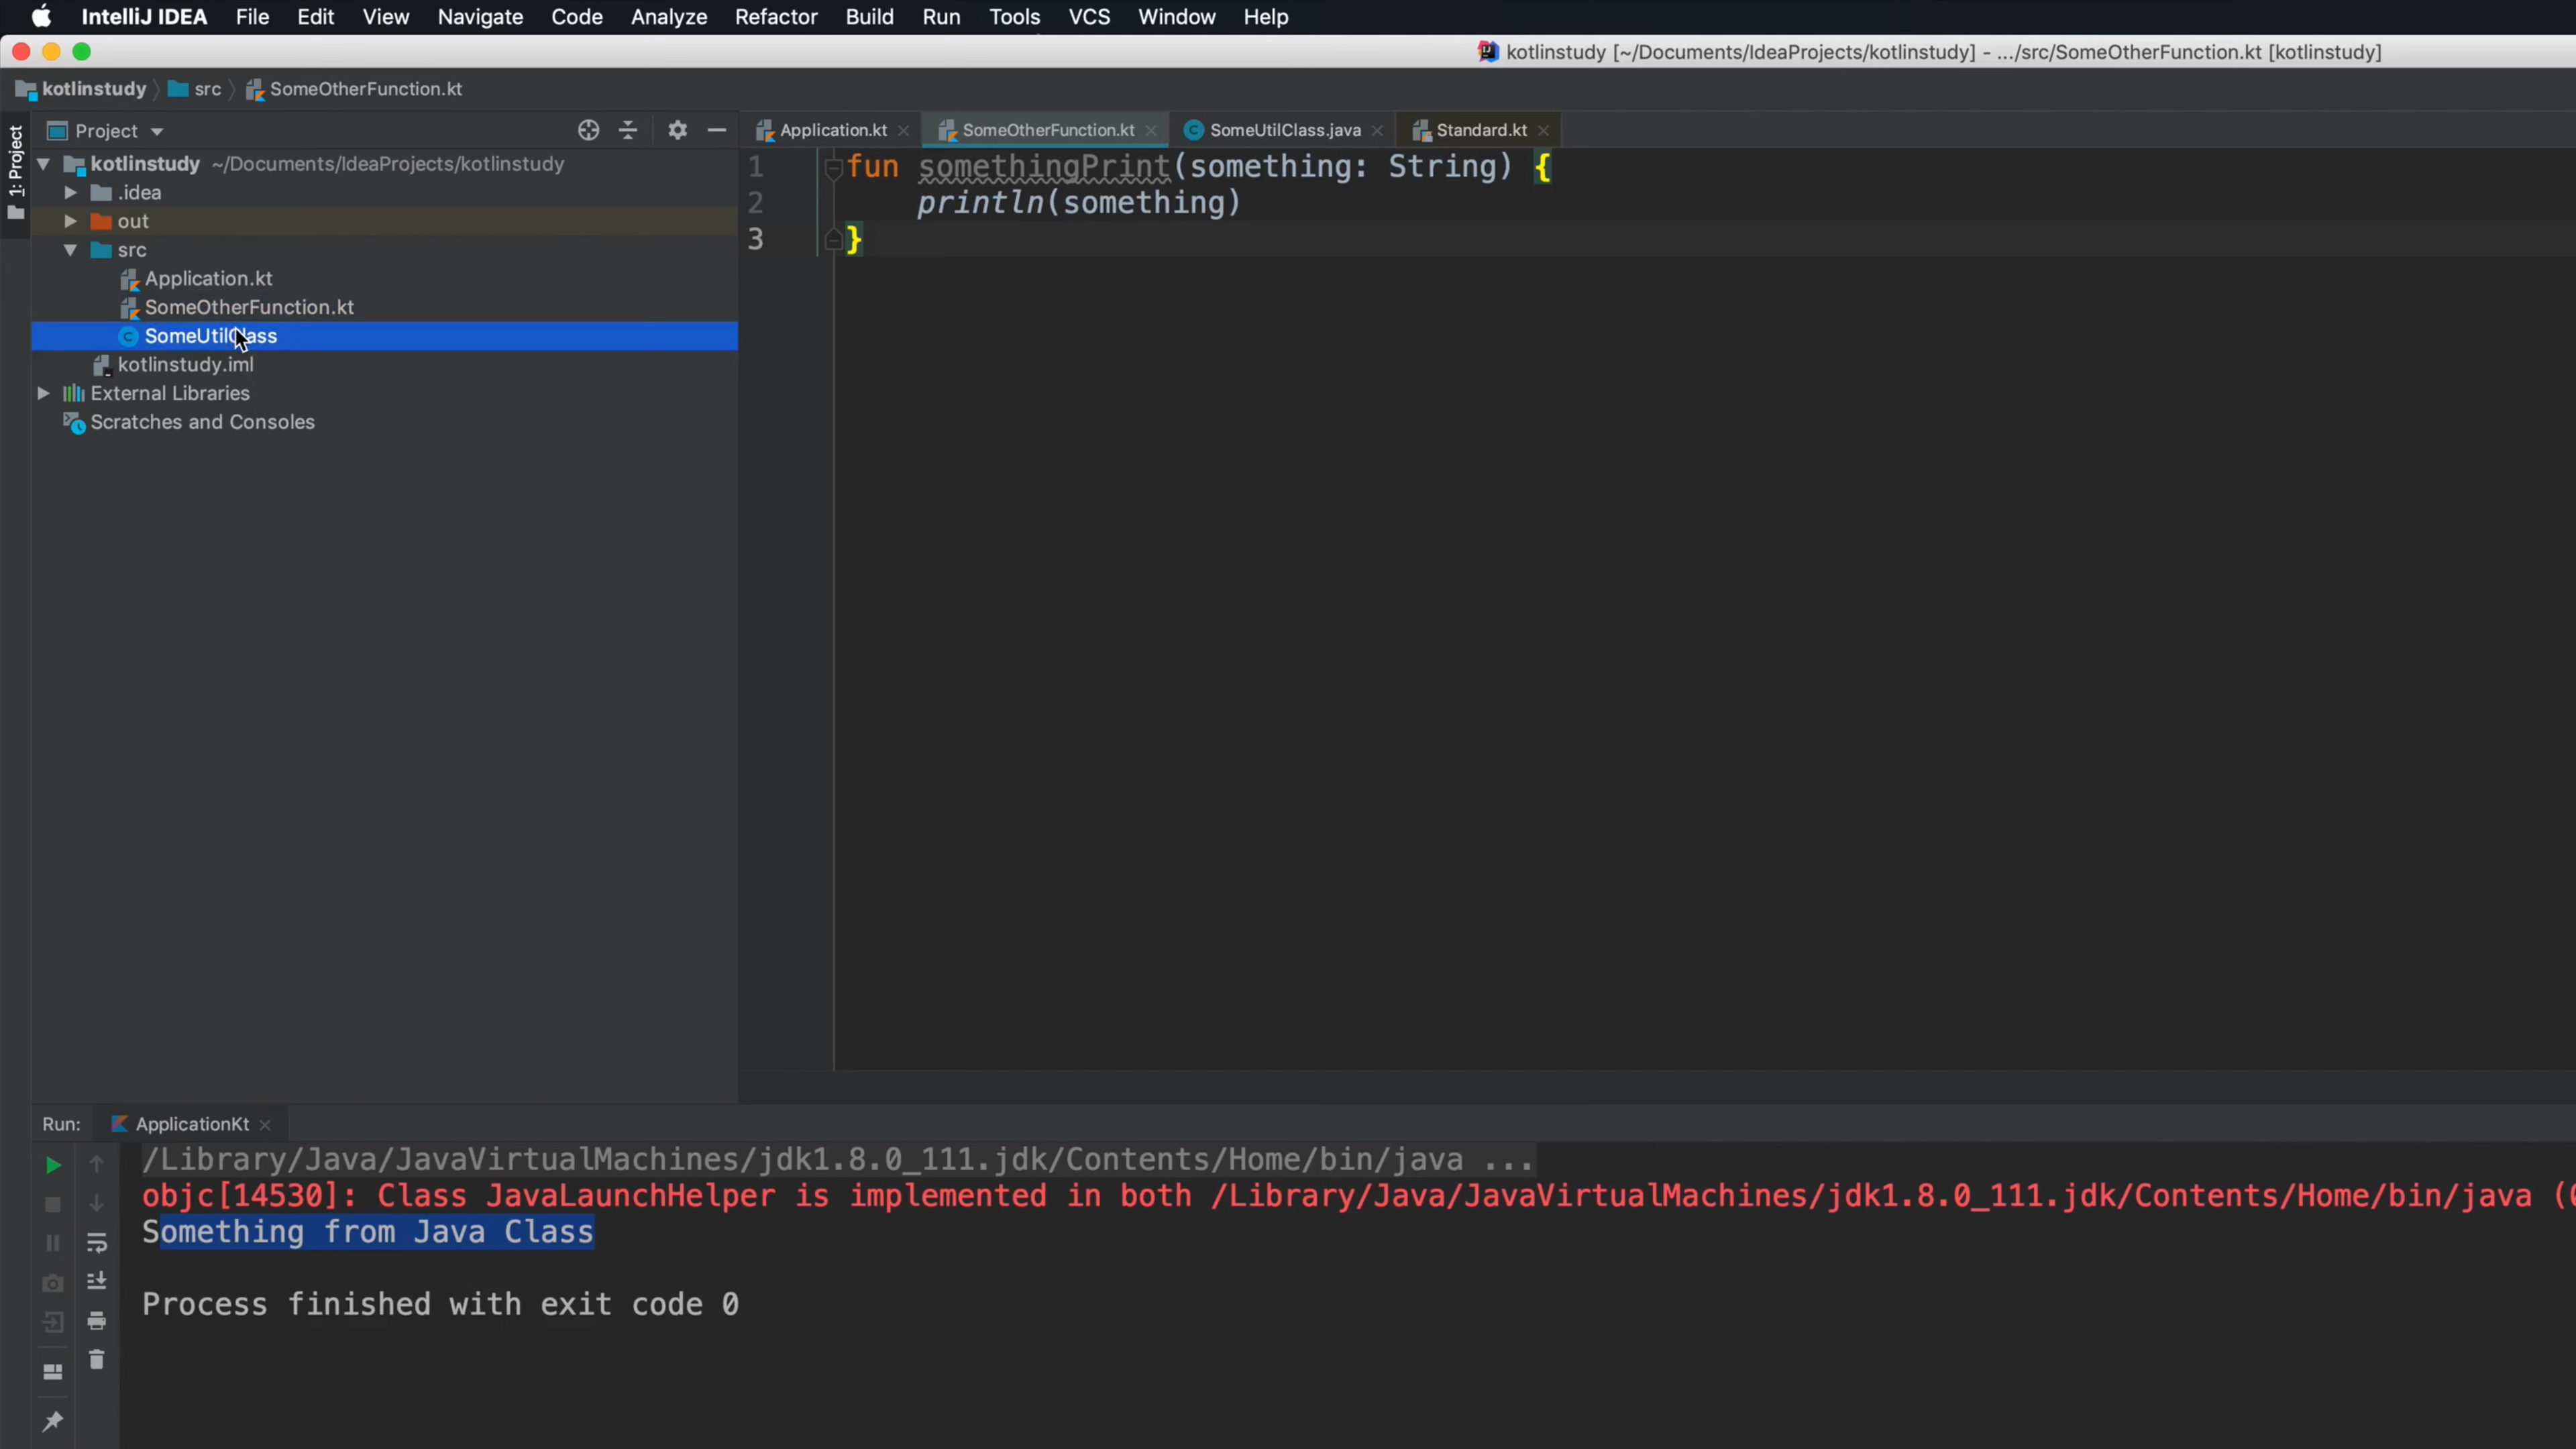 IntelliJ IDEA File Edit View Navigate Code Analyze Refactor Build Run Tools VCS Window Help
kotlinstudy [~/Documents/IdeaProjects/kotlinstudy] - .../src/SomeOtherFunction.kt [kotlinstudy]
kotlinstudy src SomeOtherFunction.kt
1: Project
Project
kotlinstudy ~/Documents/IdeaProjects/kotlinstudy
.idea
out
src
Application.kt
SomeOtherFunction.kt
SomeUtilClass
kotlinstudy.iml
External Libraries
Scratches and Consoles
Application.kt SomeOtherFunction.kt SomeUtilClass.java Standard.kt
1 fun somethingPrint(something: String) {
2 println(something)
3 }
Run: ApplicationKt
/Library/Java/JavaVirtualMachines/jdk1.8.0_111.jdk/Contents/Home/bin/java ...
objc[14530]: Class JavaLaunchHelper is implemented in both /Library/Java/JavaVirtualMachines/jdk1.8.0_111.jdk/Contents/Home/bin/java (
Something from Java Class
Process finished with exit code 0